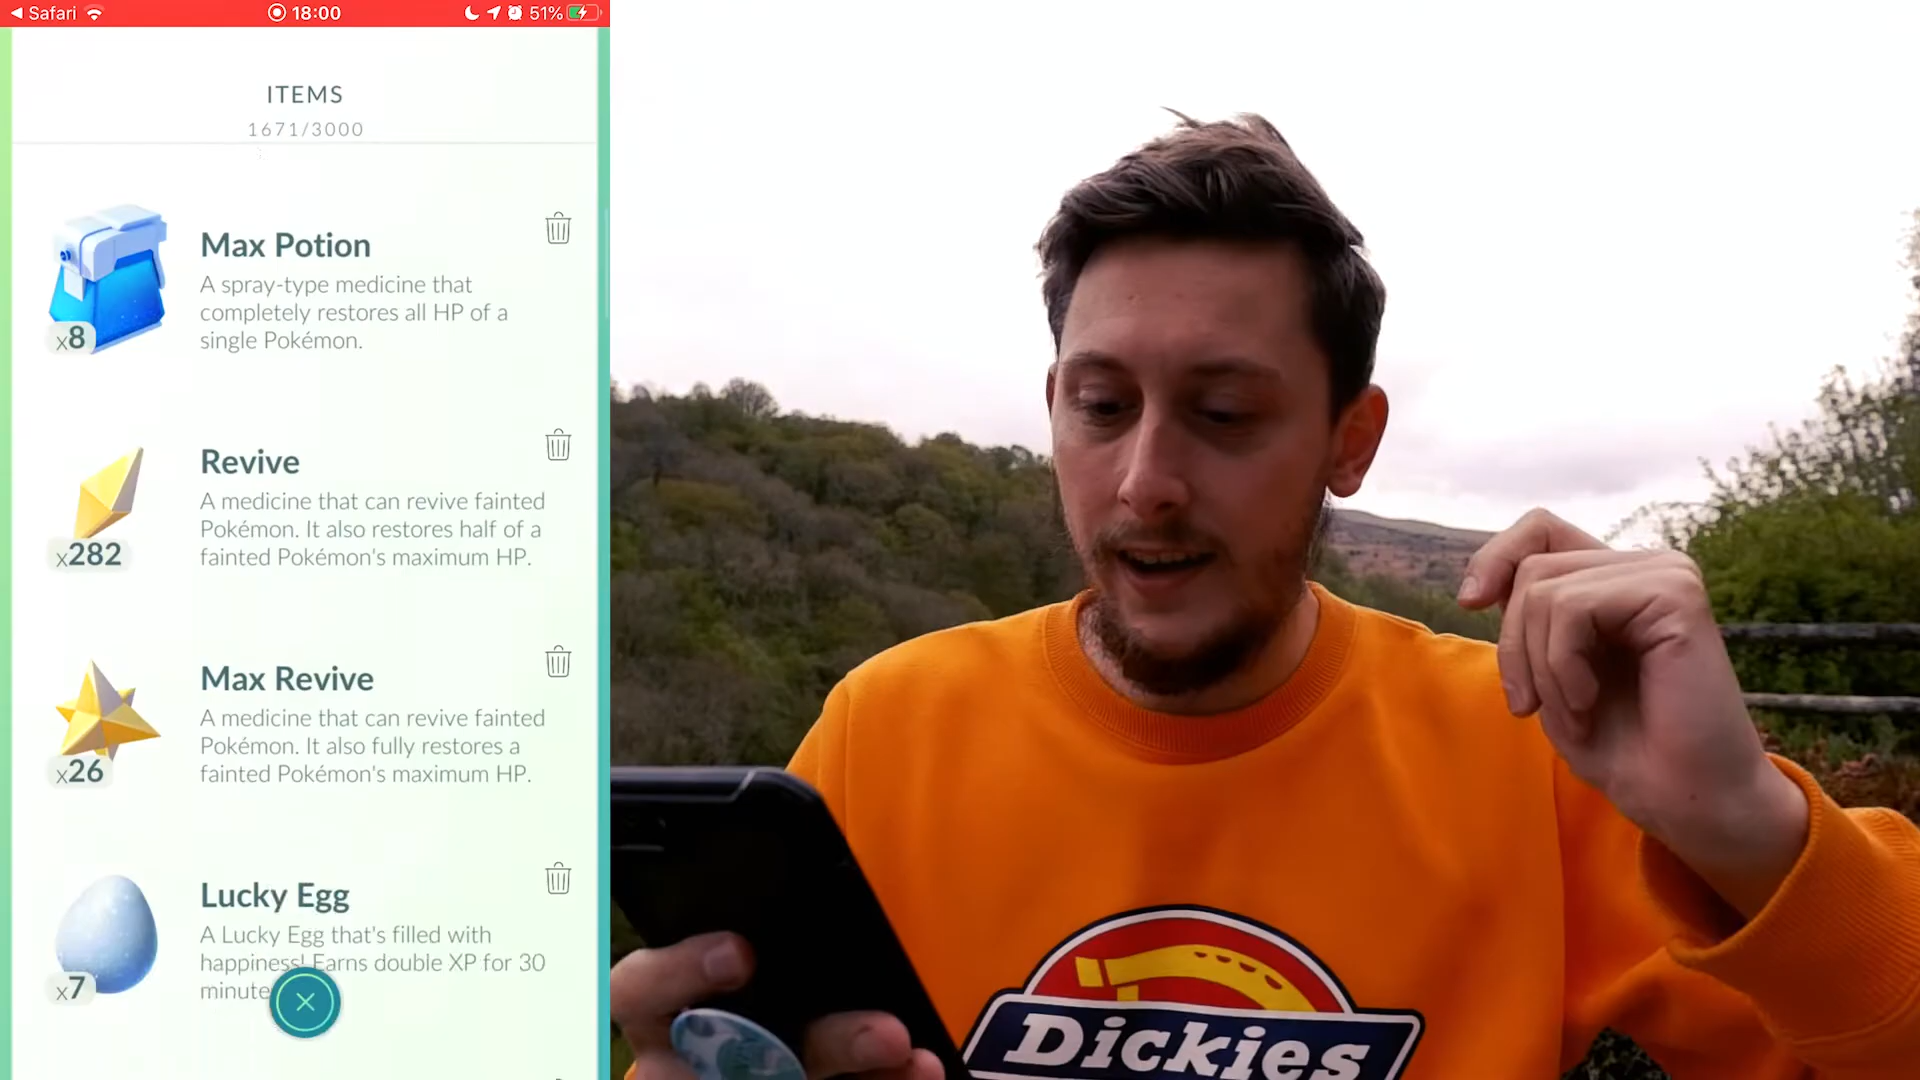 Safari
18:00
51%
ITEMS
1671/3000
Max Potion
A spray-type medicine that
completely restores all HP of a
single Pokémon.
x8
Revive
A medicine that can revive fainted
Pokémon. It also restores half of a
fainted Pokémon's maximum HP.
x282
Max Revive
A medicine that can revive fainted
Pokémon. It also fully restores a
fainted Pokémon's maximum HP.
x26
Lucky Egg
A Lucky Egg that's filled with
happiness! Earns double XP for 30
minute
x7
Dickies